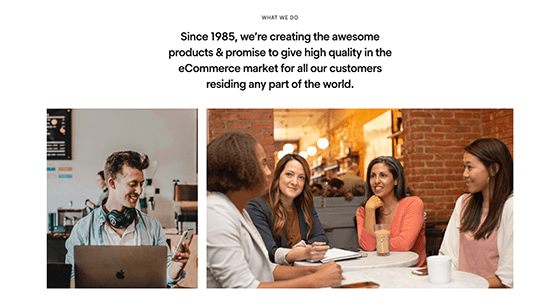 WHAT WE DO
Since 1985, we're creating the awesome
products & promise to give high quality in the
eCommerce market for all our customers
residing any part of the world.